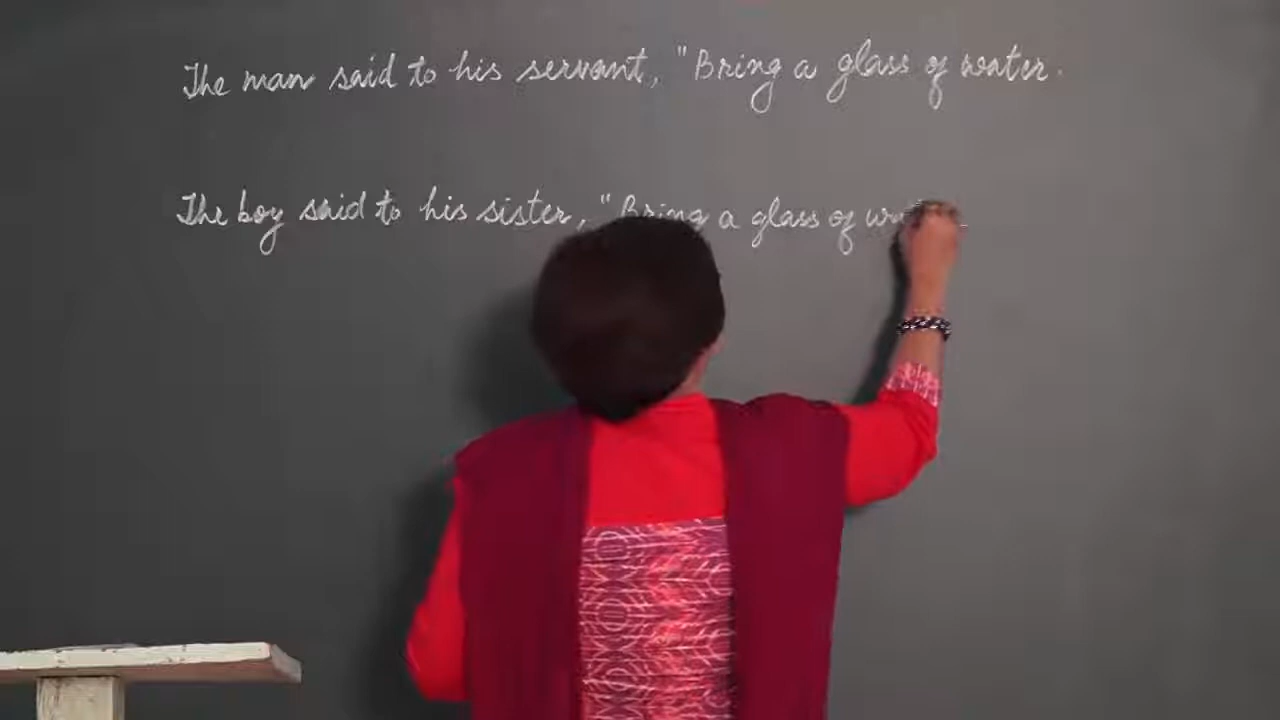 The man said to his servant, "Bring a glass of water.
The boy said to his sister, "Bring a glass of